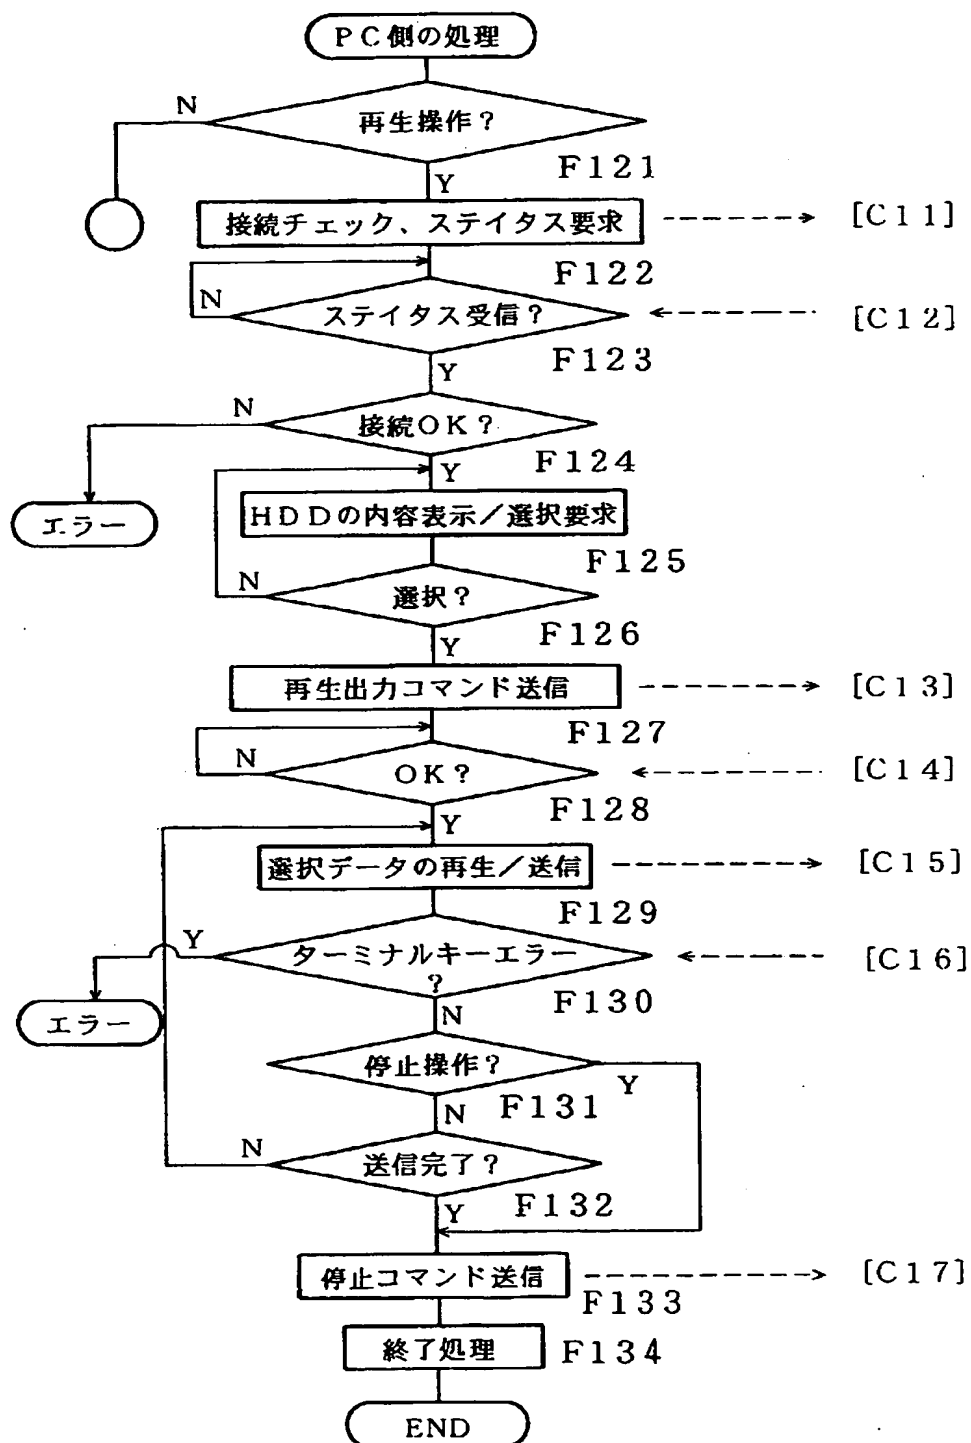 PC側の処理
N
再生操作?
F121
Y
接続チェック、ステイタス要求
[C11]
F122
N
ステイタス受信?
[C12]
F123
Y
N
接続OK?
F124
Y
エラー
HDDの内容表示/選択要求
F125
N
選択?
F126
Y
再生出力コマンド送信
[C13]
F127
N
OK?
[C14]
F128
Y
選択データの再生/送信
[C15]
F129
Y
ターミナルキーエラー
?
[C16]
F130
N
エラー
停止操作?
Y
F131
N
N
送信完了?
F132
Y
停止コマンド送信
[C17]
F133
終了処理
F134
END